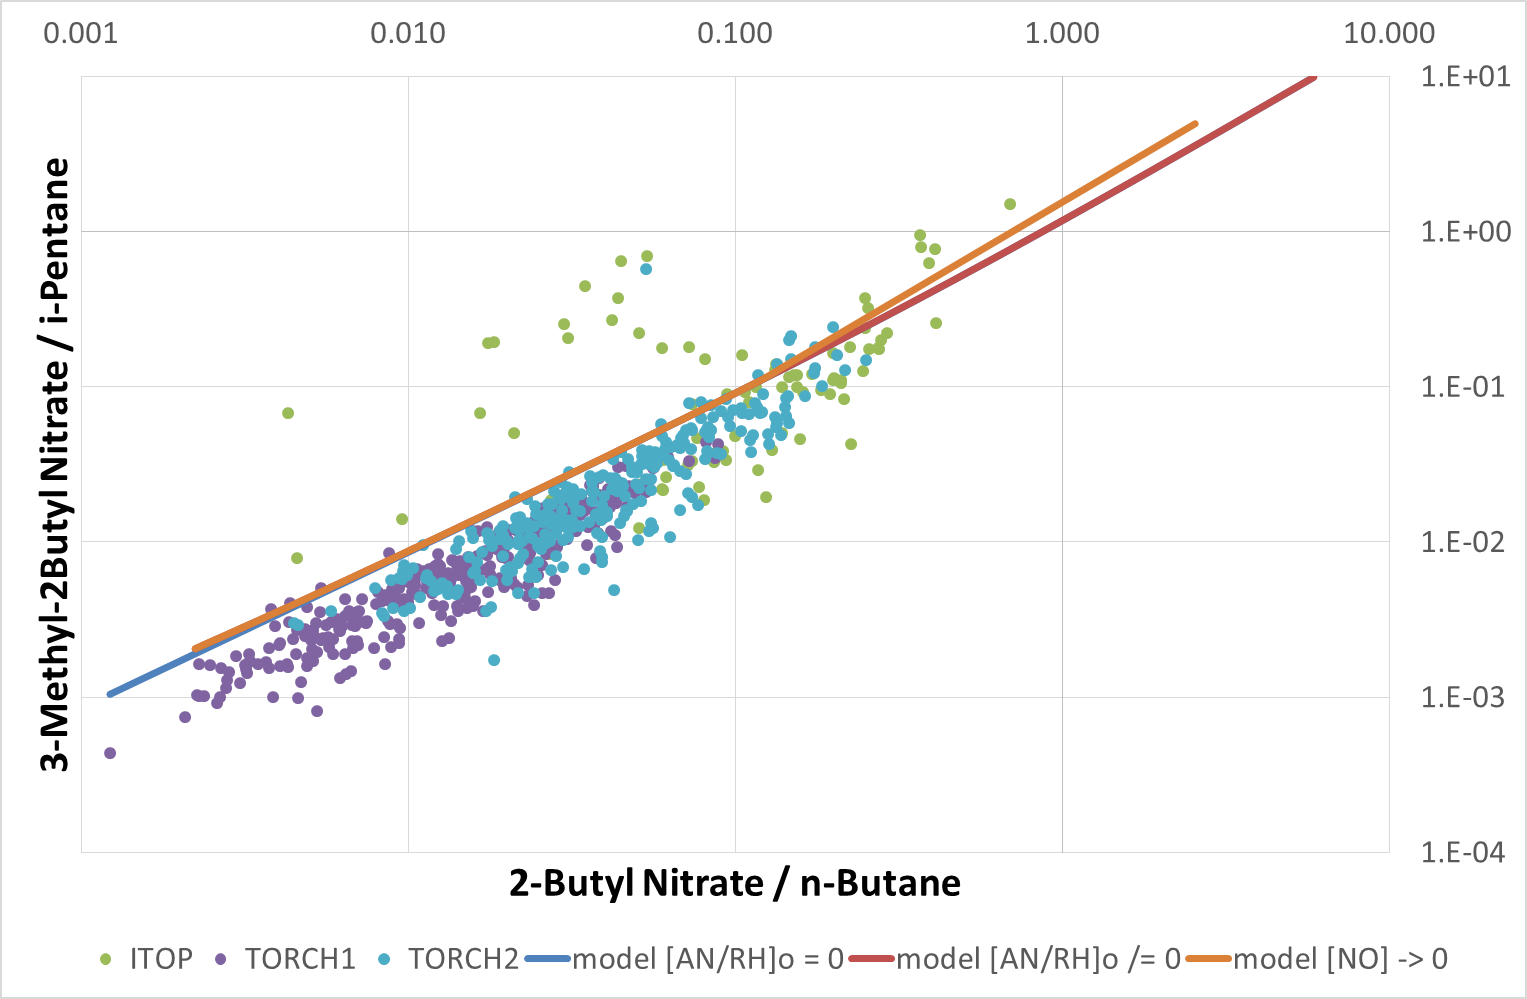 0.001 0.010 0.100 1.000 10.000
1.E+01
1.E+00
1.E-01
1.E-02
1.E-03
1.E-04
3-Methyl-2Butyl Nitrate / i-Pentane
2-Butyl Nitrate / n-Butane
ITOP TORCH1 TORCH2 model [AN/RH]o = 0 model [AN/RH]o /= 0 model [NO] -> 0